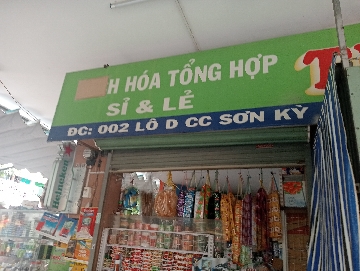 H HÓA TỔNG HỢP
SỈ & LẺ
ĐC: 002 LÔ D CC SƠN KỲ